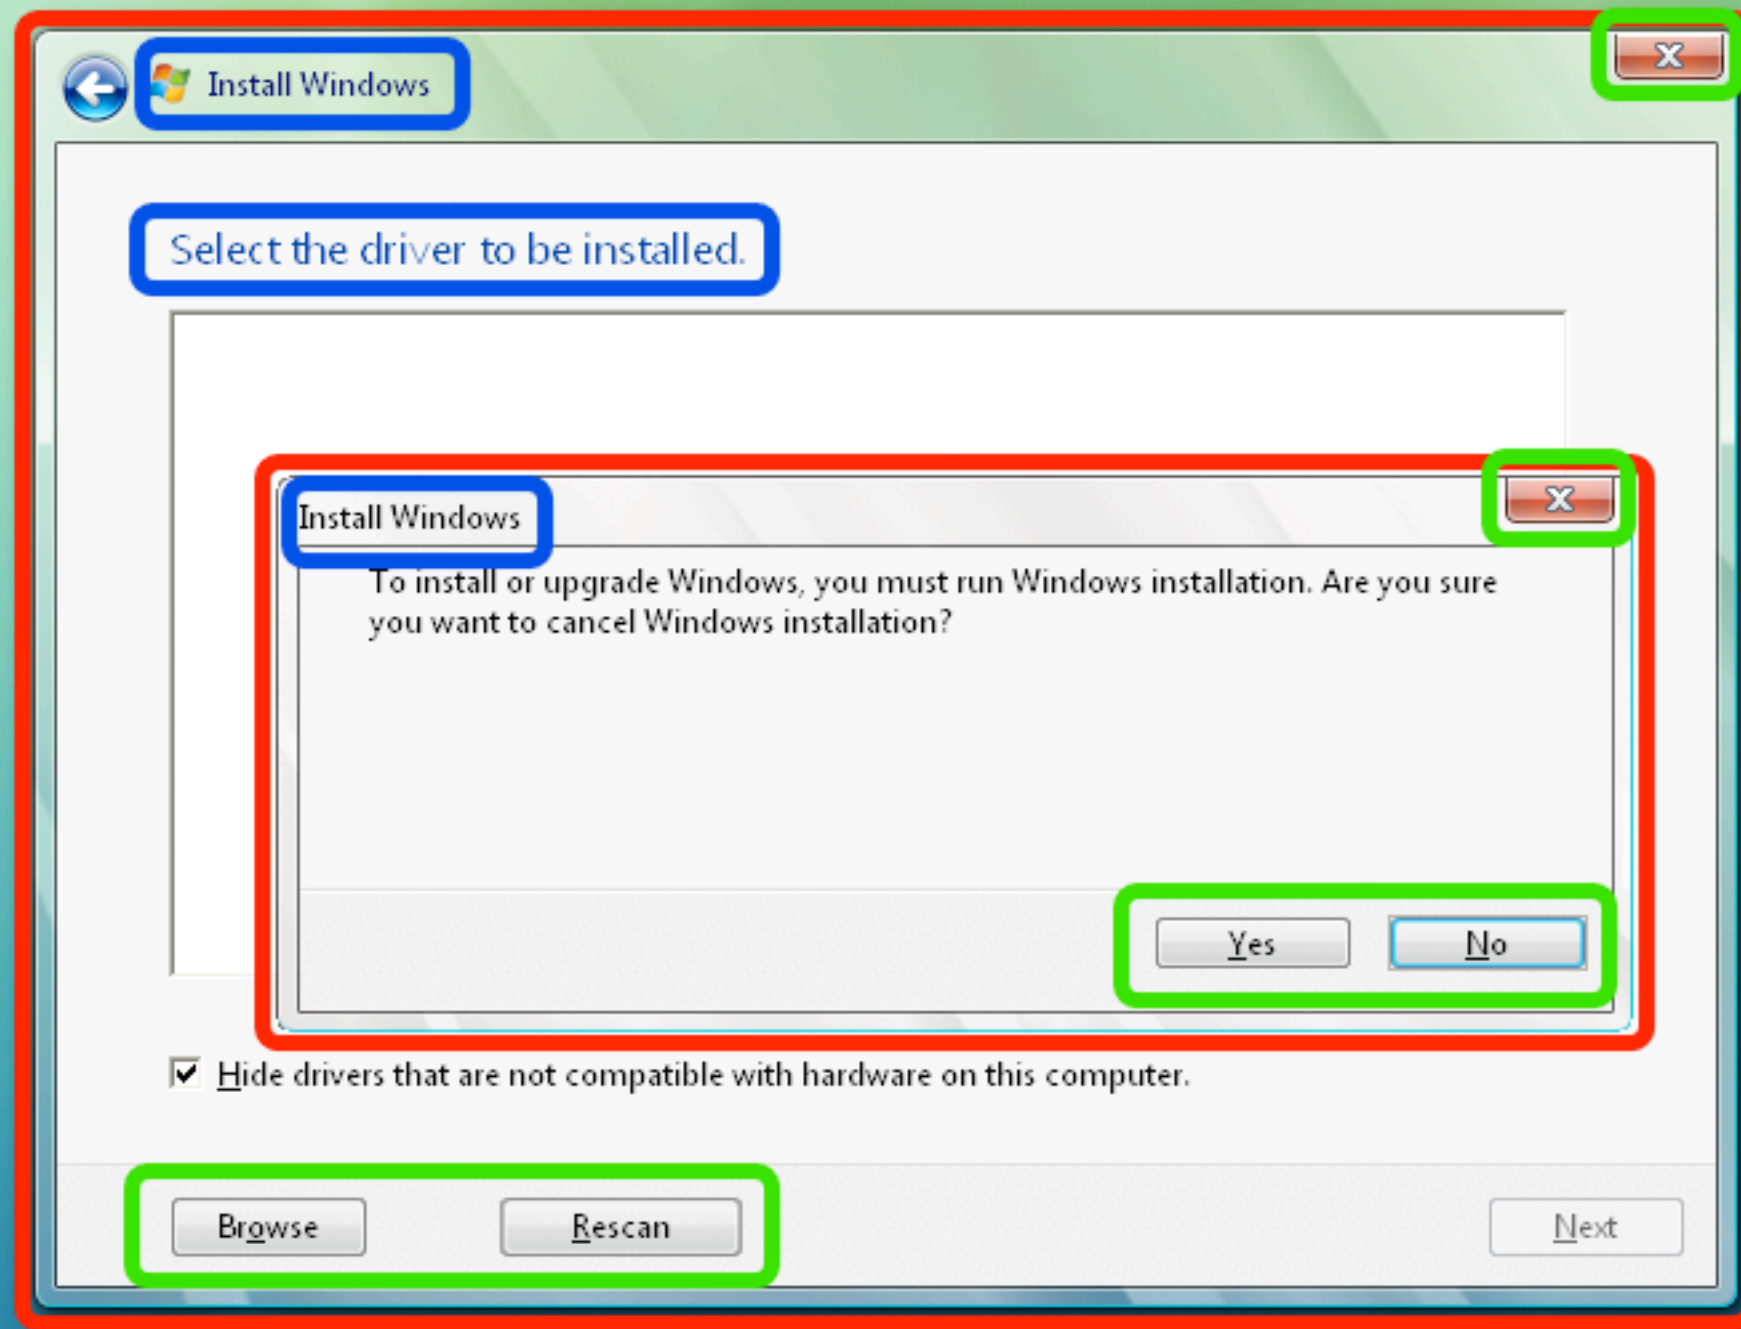 Install Windows
x
Select the driver to be installed.
Install Windows
x
To install or upgrade Windows, you must run Windows installation. Are you sure
you want to cancel Windows installation?
Yes
No
Hide drivers that are not compatible with hardware on this computer.
Browse
Rescan
Next